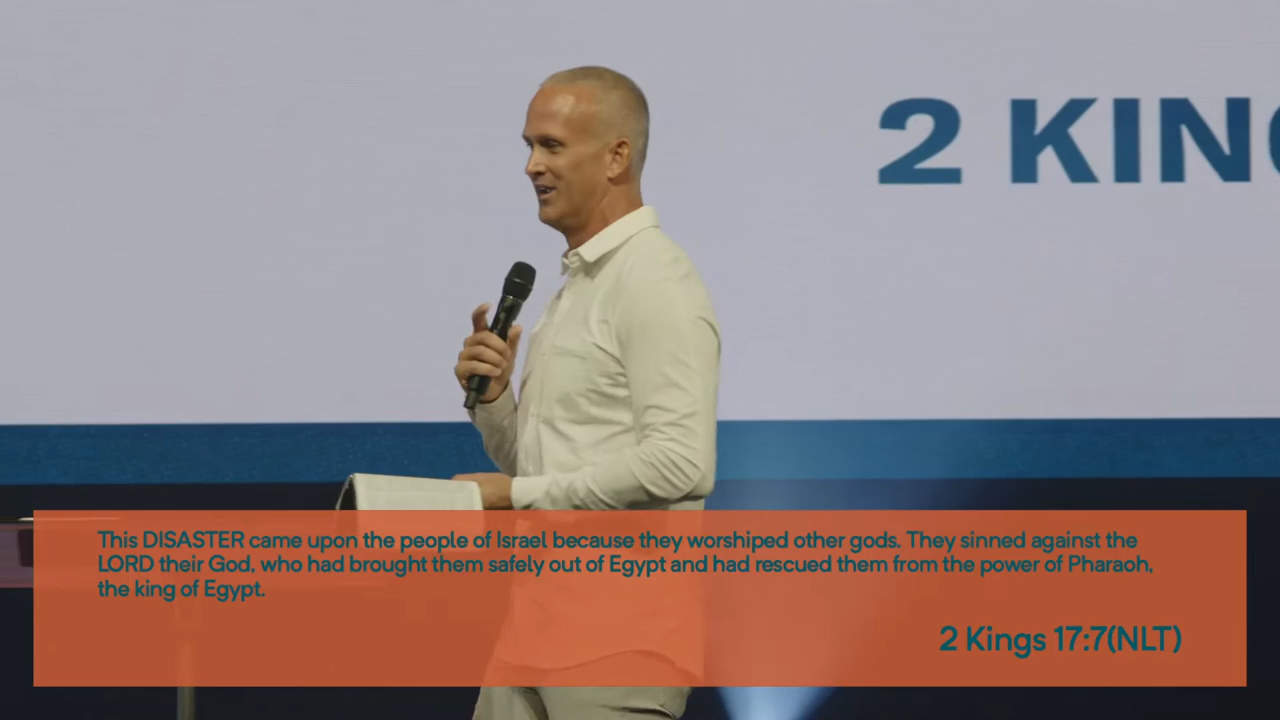 2 KIN
This DISASTER came upon the people of Israel because they worshiped other gods. They sinned against the
LORD their God, who had brought them safely out of Egypt and had rescued them from the power of Pharaoh,
the king of Egypt.
2 Kings 17:7(NLT)